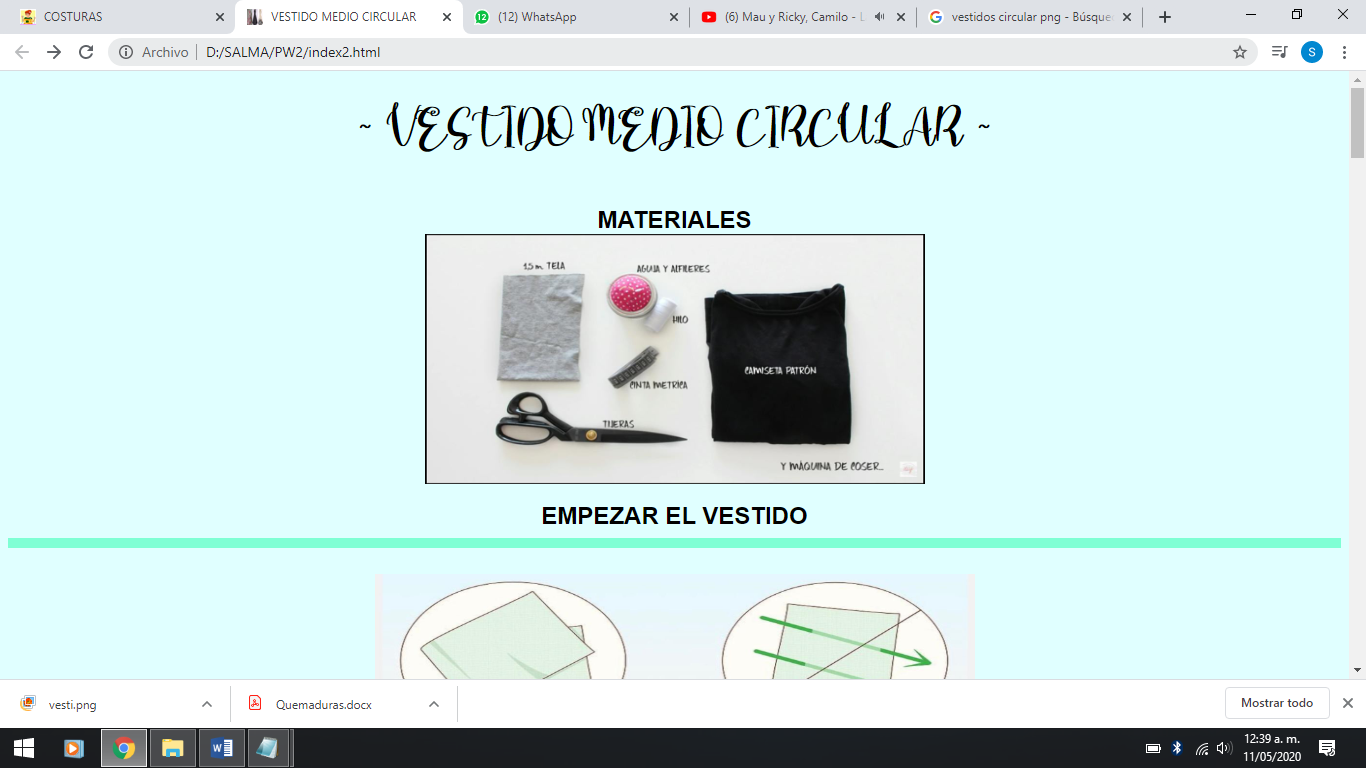 COSTURAS
VESTIDO MEDIO CIRCULAR
(12) WhatsApp
(6) Mau y Ricky, Camilo - L
vestidos circular png - Búsque
Archivo
D:/SALMA/PW2/index2.html
S
~ VESTIDO MEDIO CIRCULAR ~
MATERIALES
1,5 m. TELA
AGUJA Y ALFILERES
HILO
CAMISETA PATRÓN
CINTA METRICA
TIJERAS
Y MÁQUINA DE COSER...
EMPEZAR EL VESTIDO
vesti.png
Quemaduras.docx
Mostrar todo
12:39 a. m.
11/05/2020